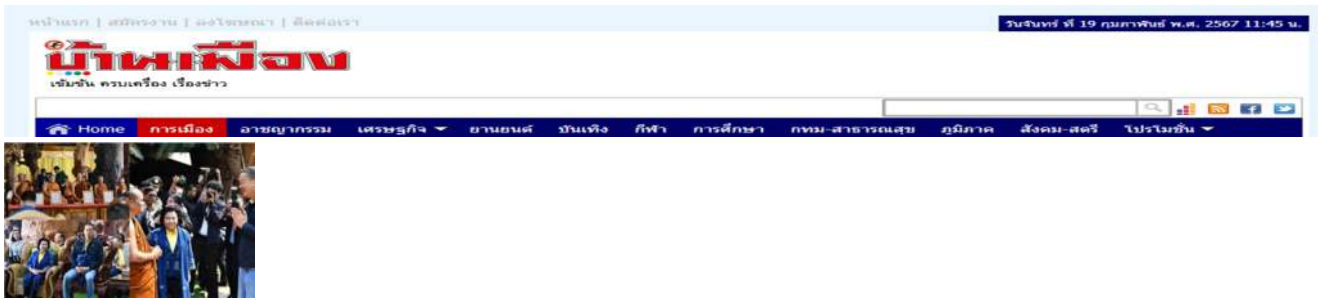 หน้าแรก | สมัครงาน | ลงโฆษณา | ติดต่อเรา
วันจันทร์ ที่ 19 กุมภาพันธ์ พ.ศ. 2567 11:45 น.
บ้านเมือง
เข้มข้น ครบเครื่อง เรื่องข่าว
Home การเมือง อาชญากรรม เศรษฐกิจ ยานยนต์ บันเทิง กีฬา การศึกษา กทม-สาธารณสุข ภูมิภาค สังคม-สตรี โปรโมชั่น